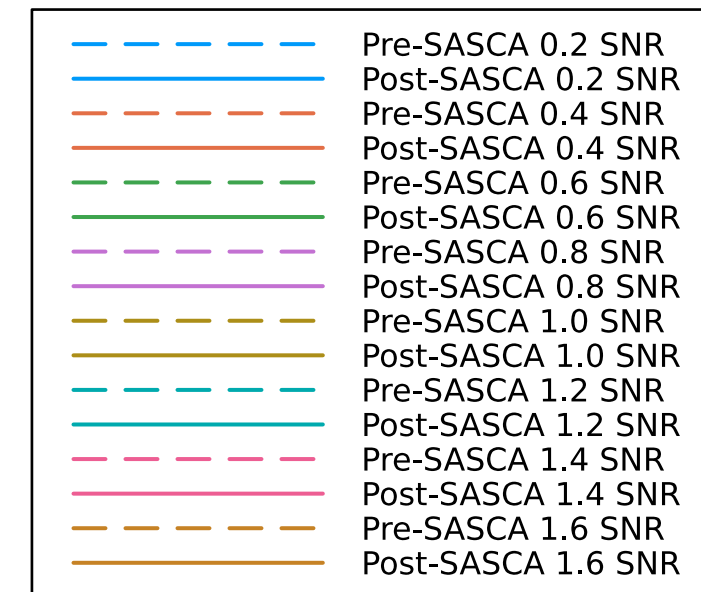 Pre-SASCA 0.2 SNR
Post-SASCA 0.2 SNR
Pre-SASCA 0.4 SNR
Post-SASCA 0.4 SNR
Pre-SASCA 0.6 SNR
Post-SASCA 0.6 SNR
Pre-SASCA 0.8 SNR
Post-SASCA 0.8 SNR
Pre-SASCA 1.0 SNR
Post-SASCA 1.0 SNR
Pre-SASCA 1.2 SNR
Post-SASCA 1.2 SNR
Pre-SASCA 1.4 SNR
Post-SASCA 1.4 SNR
Pre-SASCA 1.6 SNR
Post-SASCA 1.6 SNR